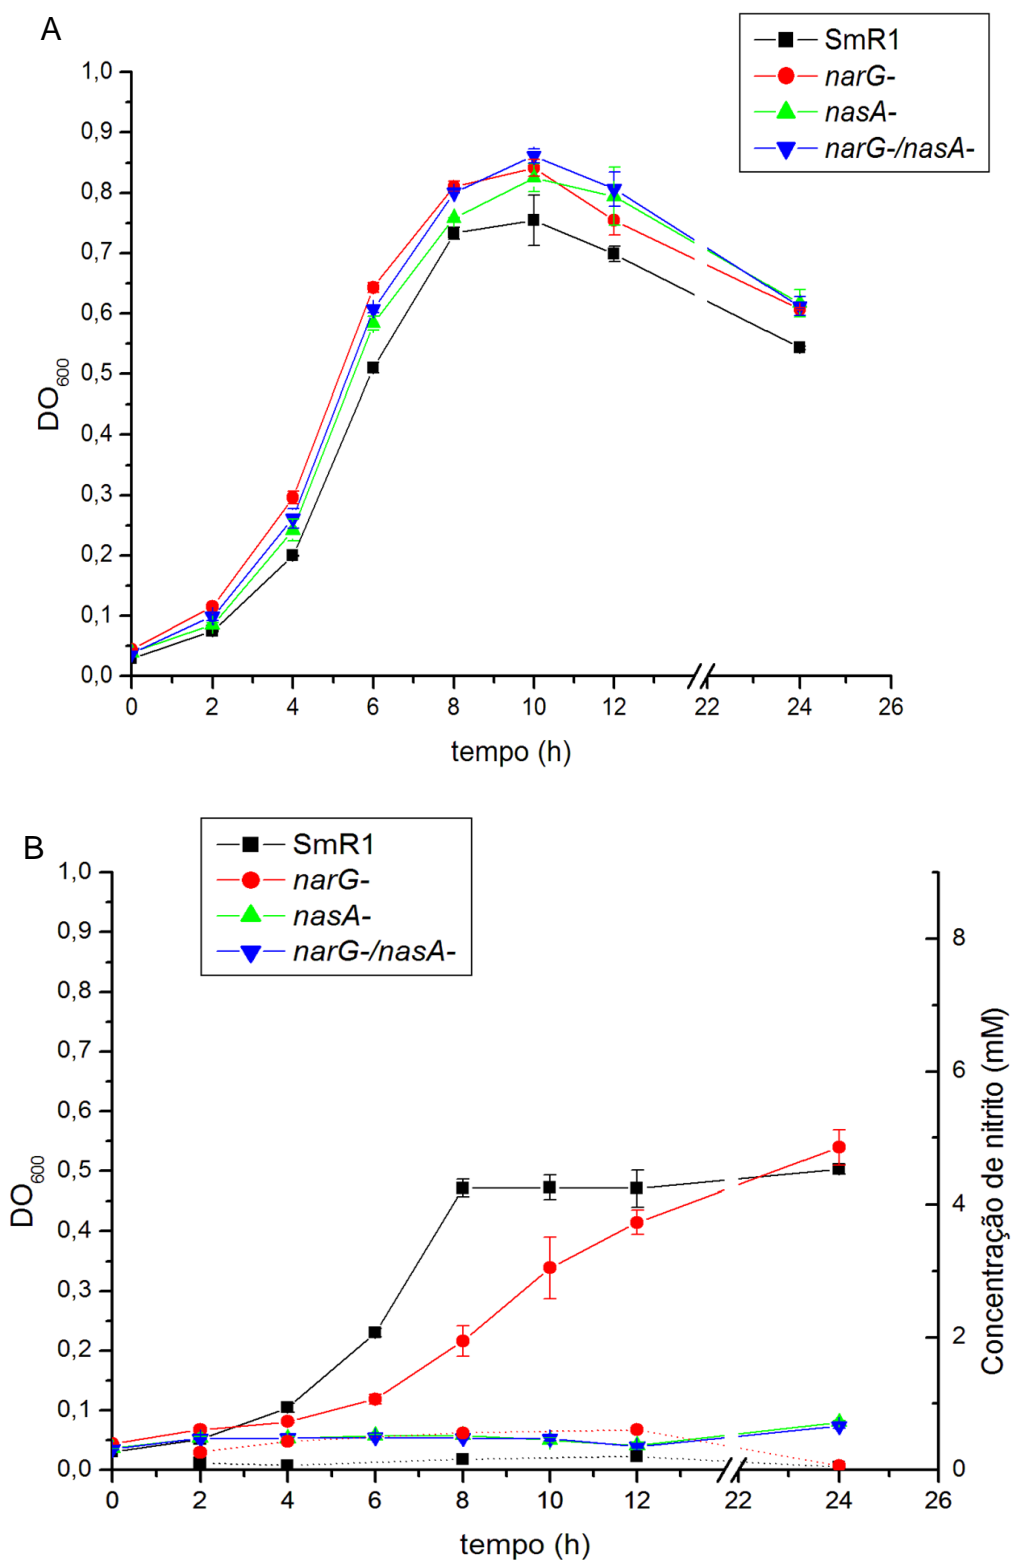 A
SmR1
narG-
nasA-
narG-/nasA-
1,0
0,9
0,8
0,7
0,6
0,5
0,4
0,3
0,2
0,1
0,0
DO600
0 2 4 6 8 10 12 22 24 26
tempo (h)
B
SmR1
narG-
nasA-
narG-/nasA-
1,0
0,9
0,8
0,7
0,6
0,5
0,4
0,3
0,2
0,1
0,0
DO600
8
6
4
2
0
Concentração de nitrito (mM)
0 2 4 6 8 10 12 22 24 26
tempo (h)